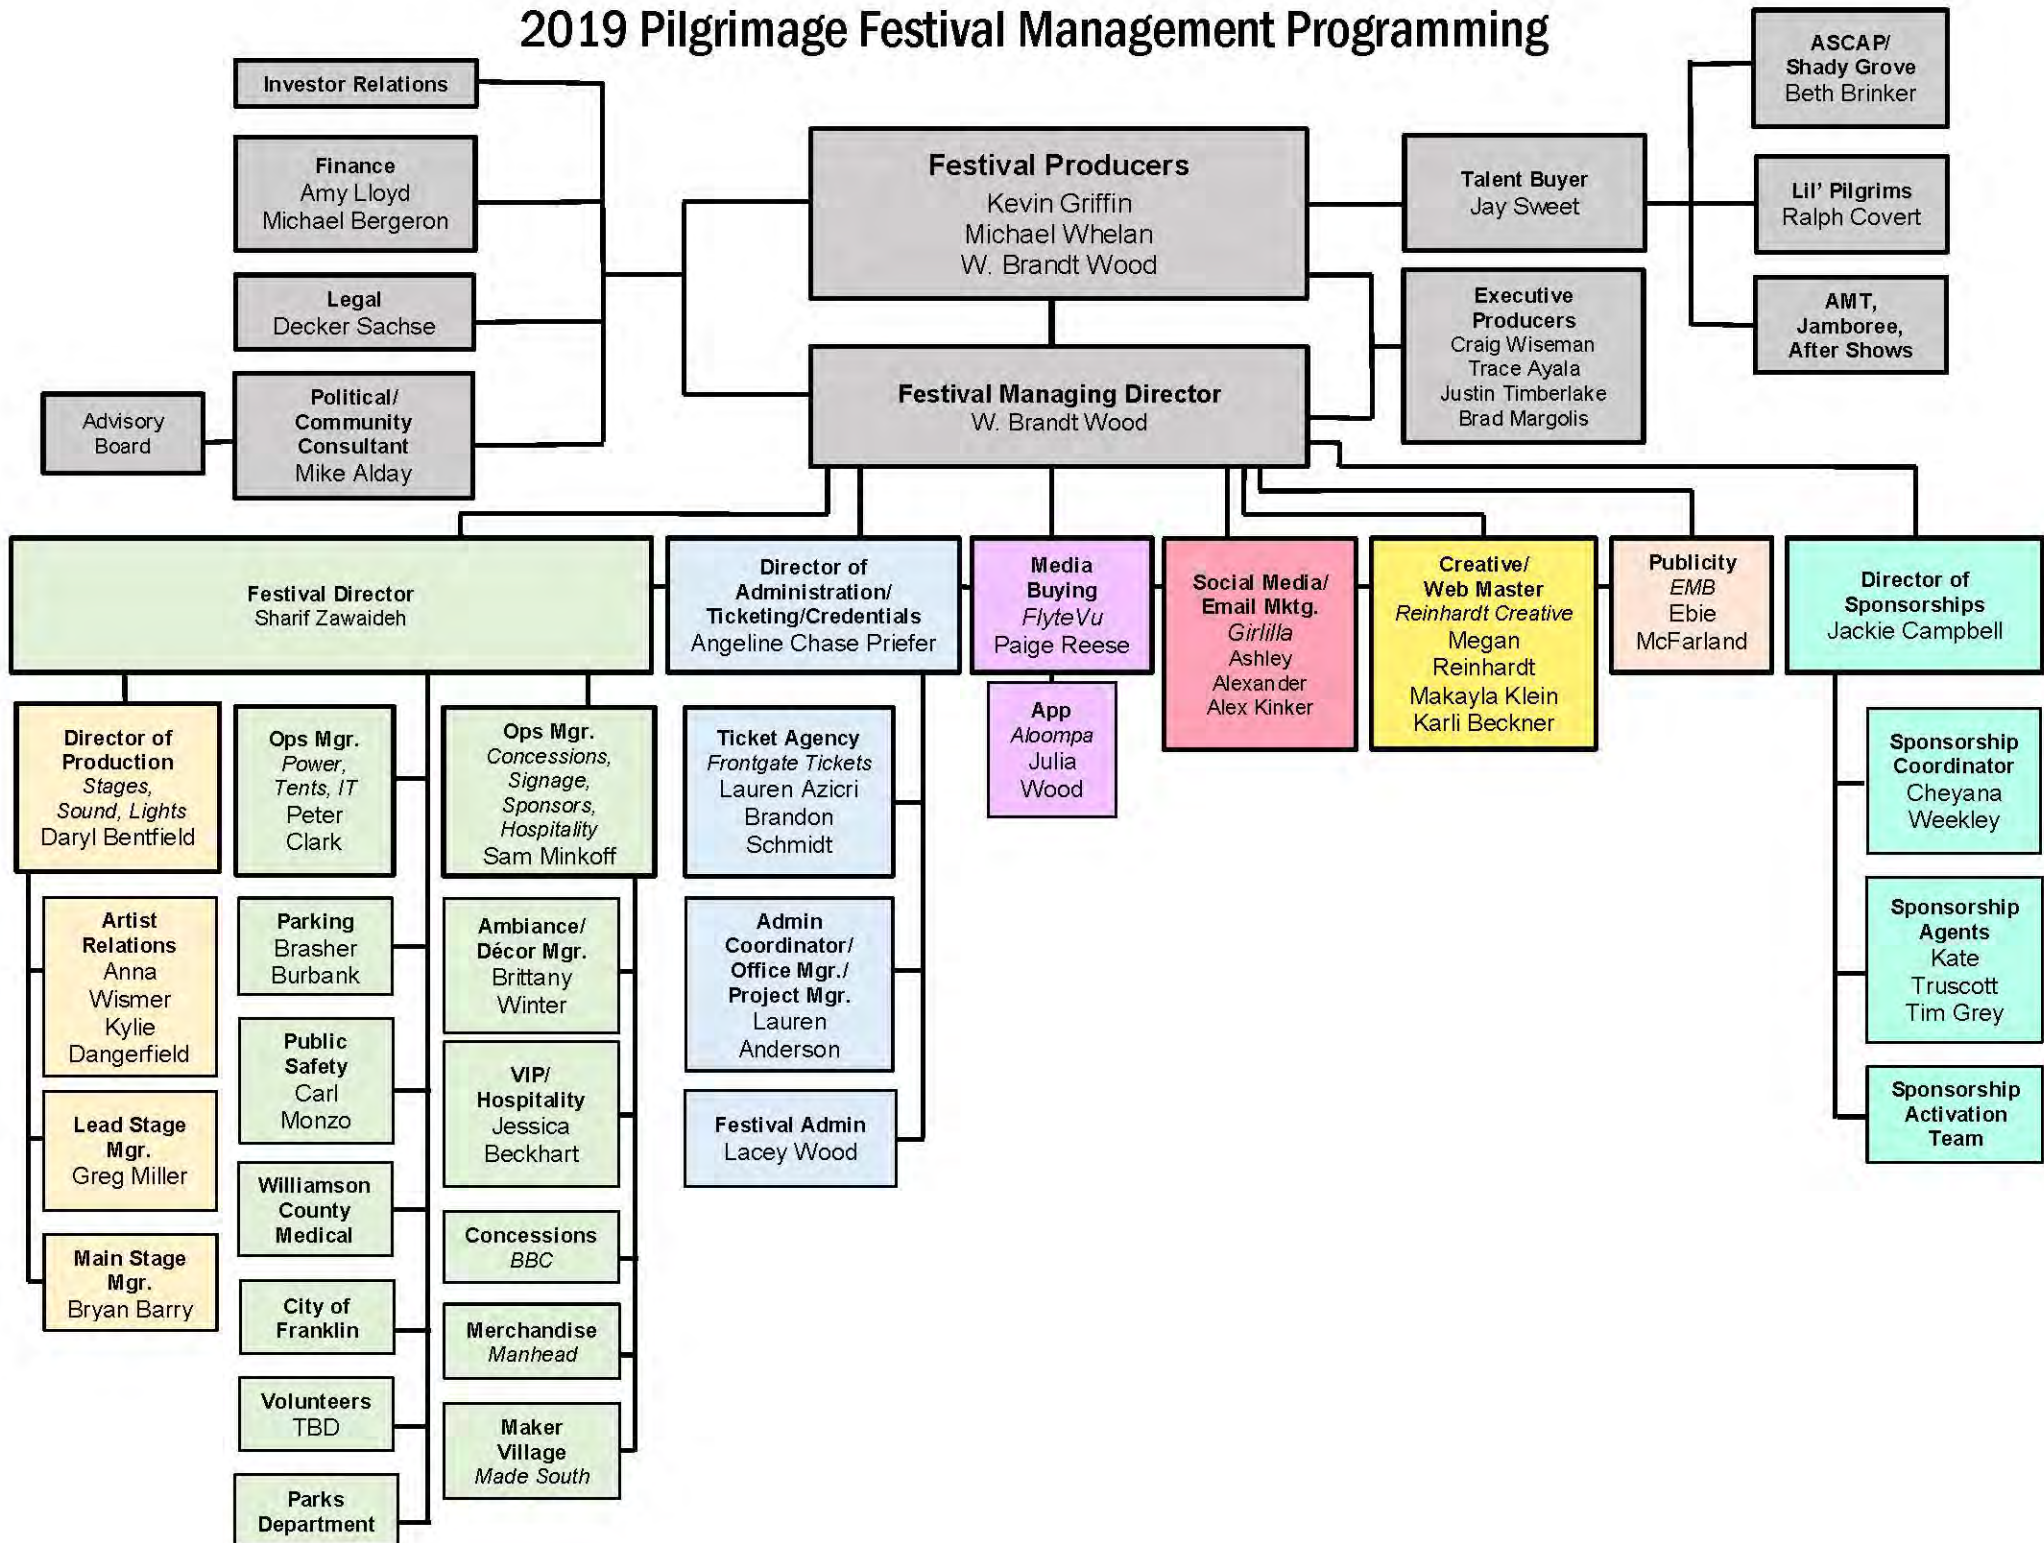 2019 Pilgrimage Festival Management Programming
Investor Relations
Finance
Amy Lloyd
Michael Bergeron
Legal
Decker Sachse
Political/
Community
Consultant
Mike Alday
Advisory
Board
Festival Producers
Kevin Griffin
Michael Whelan
W. Brandt Wood
Festival Managing Director
W. Brandt Wood
Talent Buyer
Jay Sweet
Executive
Producers
Craig Wiseman
Trace Ayala
Justin Timberlake
Brad Margolis
ASCAP/
Shady Grove
Beth Brinker
Lil’ Pilgrims
Ralph Covert
AMT,
Jamboree,
After Shows
Festival Director
Sharif Zawaideh
Director of
Administration/
Ticketing/Credentials
Angeline Chase Priefer
Media
Buying
FlyteVu
Paige Reese
Social Media/
Email Mktg.
Girlilla
Ashley
Alexander
Alex Kinker
Creative/
Web Master
Reinhardt Creative
Megan
Reinhardt
Makayla Klein
Karli Beckner
Publicity
EMB
Ebie
McFarland
Director of
Sponsorships
Jackie Campbell
Director of
Production
Stages,
Sound, Lights
Daryl Bentfield
Artist
Relations
Anna
Wismer
Kylie
Dangerfield
Lead Stage
Mgr.
Greg Miller
Main Stage
Mgr.
Bryan Barry
Ops Mgr.
Power,
Tents, IT
Peter
Clark
Parking
Brasher
Burbank
Public
Safety
Carl
Monzo
Williamson
County
Medical
City of
Franklin
Volunteers
TBD
Parks
Department
Ops Mgr.
Concessions,
Signage,
Sponsors,
Hospitality
Sam Minkoff
Ambiance/
Décor Mgr.
Brittany
Winter
VIP/
Hospitality
Jessica
Beckhart
Concessions
BBC
Merchandise
Manhead
Maker
Village
Made South
Ticket Agency
Frontgate Tickets
Lauren Azicri
Brandon
Schmidt
Admin
Coordinator/
Office Mgr./
Project Mgr.
Lauren
Anderson
Festival Admin
Lacey Wood
App
Aloompa
Julia
Wood
Sponsorship
Coordinator
Cheyana
Weekley
Sponsorship
Agents
Kate
Truscott
Tim Grey
Sponsorship
Activation
Team